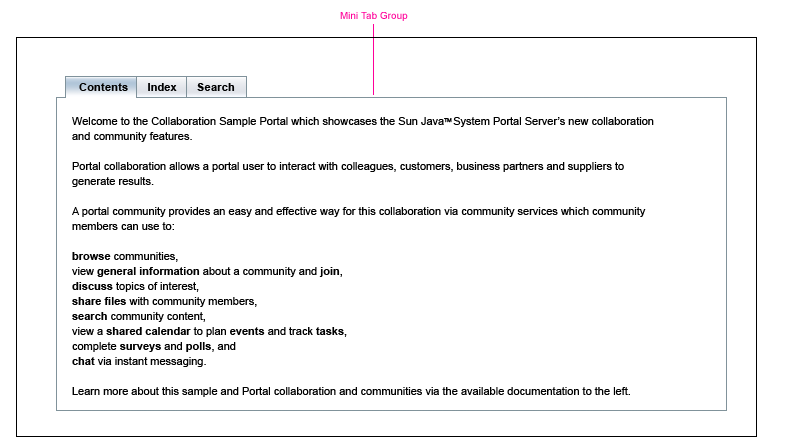 Mini Tab Group
Contents Index Search
Welcome to the Collaboration Sample Portal which showcases the Sun Java™System Portal Server's new collaboration
and community features.
Portal collaboration allows a portal user to interact with colleagues, customers, business partners and suppliers to
generate results.
A portal community provides an easy and effective way for this collaboration via community services which community
members can use to:
browse communities,
view general information about a community and join,
discuss topics of interest,
share files with community members,
search community content,
view a shared calendar to plan events and track tasks,
complete surveys and polls, and
chat via instant messaging.
Learn more about this sample and Portal collaboration and communities via the available documentation to the left.